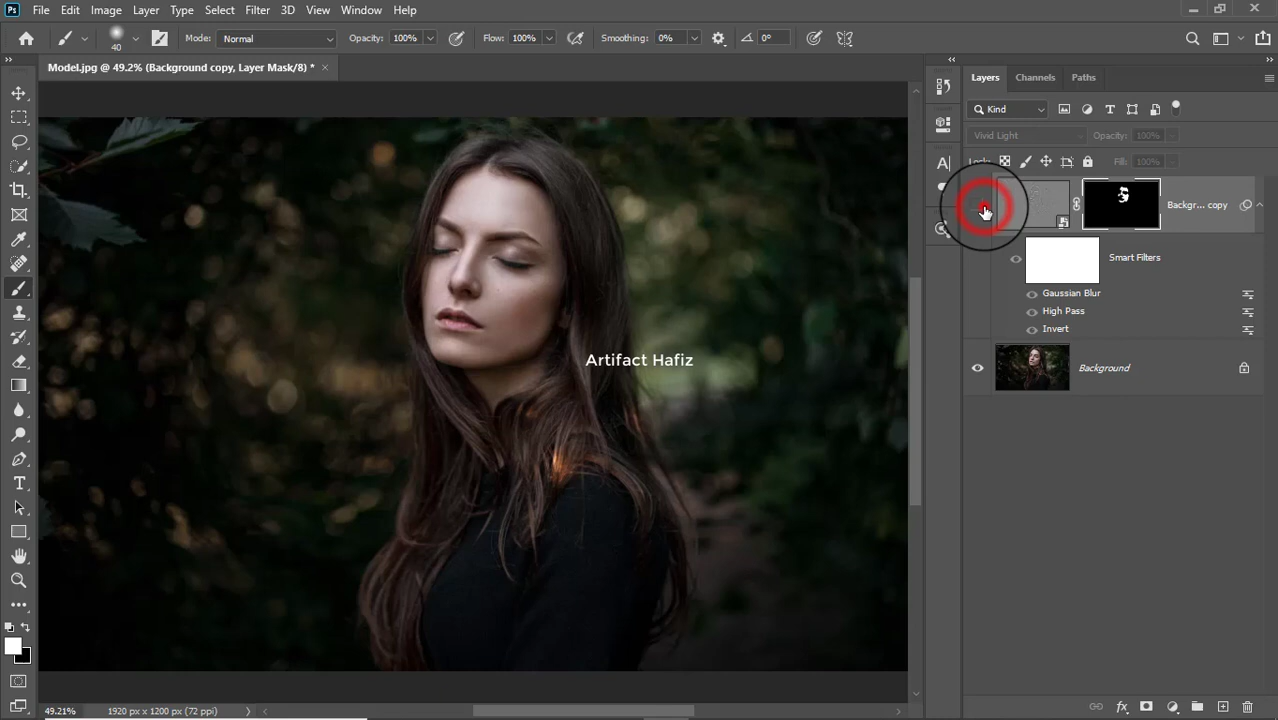 Ps File Edit Image Layer Type Select Filter 3D View Window Help
40 Mode: Normal Opacity: 100% Flow: 100% Smoothing: 0% 0°
Model.jpg @ 49.2% (Background copy, Layer Mask/8) * ×
Layers Channels Paths
Kind
Vivid Light Opacity: 100%
Lock: Fill: 100%
Backgr... copy
Smart Filters
Gaussian Blur
High Pass
Invert
Background
Artifact Hafiz
49.21% 1920 px x 1200 px (72 ppi)